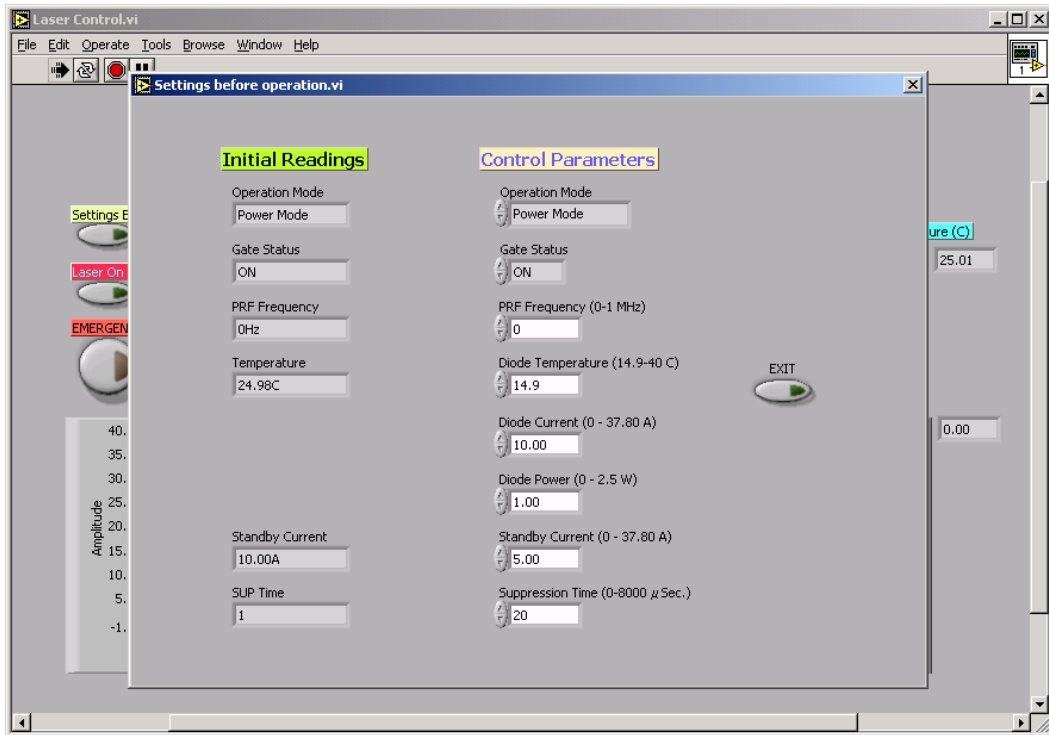 Laser Control.vi
File Edit Operate Tools Browse Window Help
1
Settings before operation.vi
Initial Readings
Control Parameters
Operation Mode
Power Mode
Operation Mode
Power Mode
Gate Status
ON
Gate Status
ON
PRF Frequency
0Hz
PRF Frequency (0-1 MHz)
0
Temperature
24.98C
Diode Temperature (14.9-40 C)
14.9
EXIT
Diode Current (0 - 37.80 A)
10.00
Diode Power (0 - 2.5 W)
1.00
Standby Current
10.00A
Standby Current (0 - 37.80 A)
5.00
SUP Time
1
Suppression Time (0-8000 μ Sec.)
20
Settings
Laser On
EMERGEN
ure (C)
25.01
0.00
Amplitude
40.
35.
30.
25.
20.
15.
10.
5.
-1.